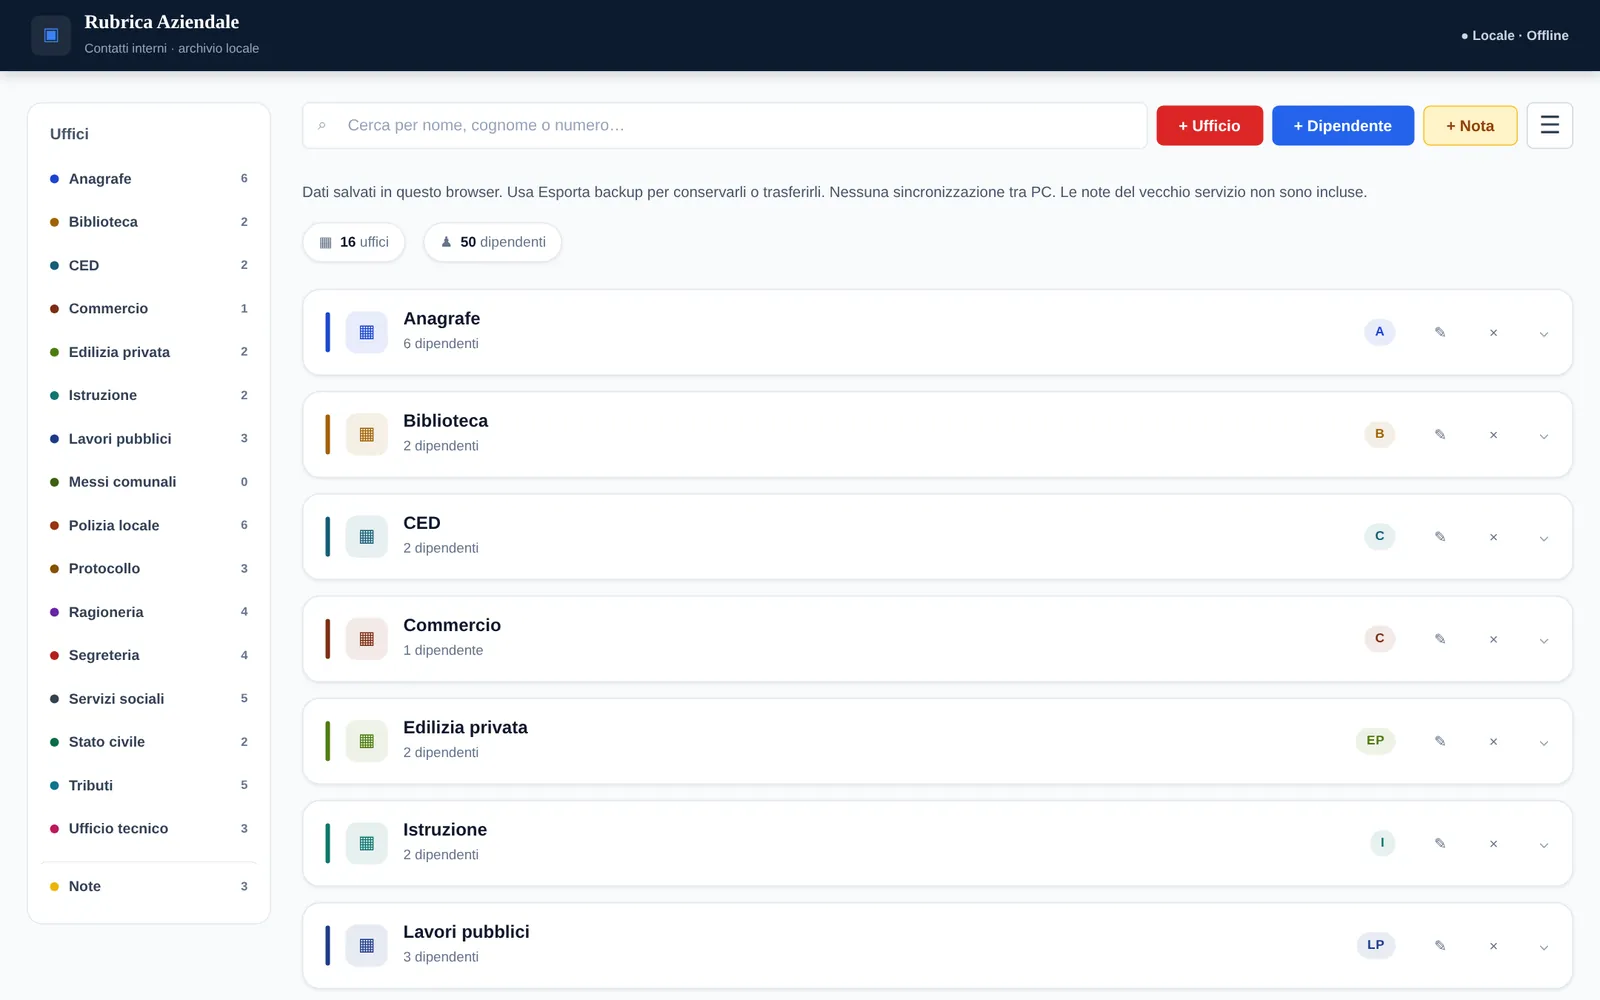 Rubrica Aziendale
Contatti interni · archivio locale
● Locale · Offline
Uffici
Anagrafe 6
Biblioteca 2
CED 2
Commercio 1
Edilizia privata 2
Istruzione 2
Lavori pubblici 3
Messi comunali 0
Polizia locale 6
Protocollo 3
Ragioneria 4
Segreteria 4
Servizi sociali 5
Stato civile 2
Tributi 5
Ufficio tecnico 3
Note 3
Cerca per nome, cognome o numero…
+ Ufficio
+ Dipendente
+ Nota
Dati salvati in questo browser. Usa Esporta backup per conservarli o trasferirli. Nessuna sincronizzazione tra PC. Le note del vecchio servizio non sono incluse.
16 uffici
50 dipendenti
Anagrafe
6 dipendenti
A
Biblioteca
2 dipendenti
B
CED
2 dipendenti
C
Commercio
1 dipendente
C
Edilizia privata
2 dipendenti
EP
Istruzione
2 dipendenti
I
Lavori pubblici
3 dipendenti
LP